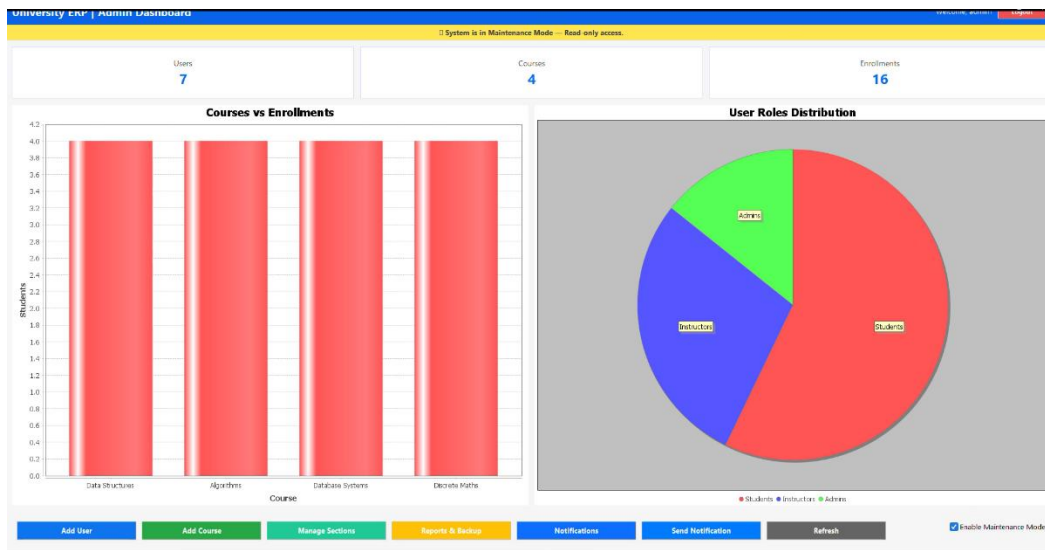 University ERP | Admin Dashboard
Welcome, admin!
Logout
System is in Maintenance Mode — Read-only access.
Users
7
Courses
4
Enrollments
16
Courses vs Enrollments
4.2
4.0
3.8
3.6
3.4
3.2
3.0
2.8
2.6
2.4
2.2
2.0
1.8
1.6
1.4
1.2
1.0
0.8
0.6
0.4
0.2
0.0
Students
Data Structures
Algorithms
Database Systems
Discrete Maths
Course
User Roles Distribution
Admins
Instructors
Students
Students Instructors Admins
Add User
Add Course
Manage Sections
Reports & Backup
Notifications
Send Notification
Refresh
Enable Maintenance Mode